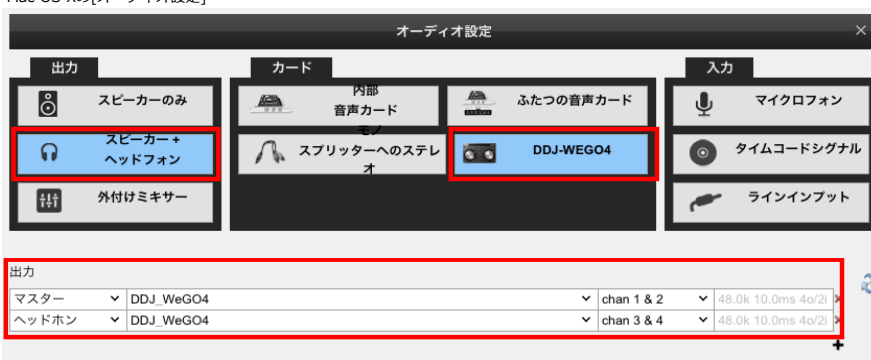 Mac OS Xの[オーディオ設定]
オーディオ設定
出力
カード
入力
スピーカーのみ
内部
音声カード
ふたつの音声カード
マイクロフォン
スピーカー +
ヘッドフォン
モノ
スプリッターへのステレ
オ
DDJ-WEGO4
タイムコードシグナル
外付けミキサー
ラインインプット
出力
マスター DDJ_WeGO4 chan 1 & 2 48.0k 10.0ms 4o/2i
ヘッドホン DDJ_WeGO4 chan 3 & 4 48.0k 10.0ms 4o/2i